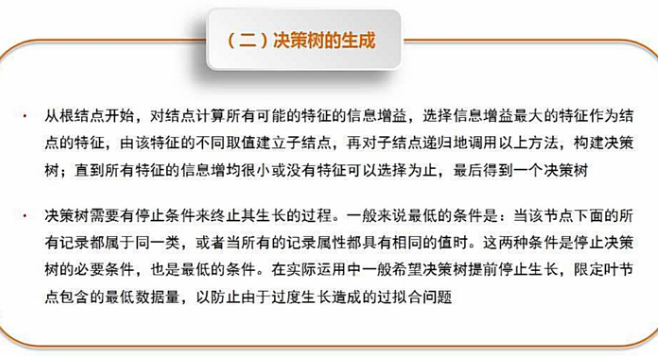 （二）决策树的生成
• 从根结点开始，对结点计算所有可能的特征的信息增益，选择信息增益最大的特征作为结
点的特征，由该特征的不同取值建立子结点，再对子结点递归地调用以上方法，构建决策
树；直到所有特征的信息增均很小或没有特征可以选择为止，最后得到一个决策树
• 决策树需要有停止条件来终止其生长的过程。一般来说最低的条件是：当该节点下面的所
有记录都属于同一类，或者当所有的记录属性都具有相同的值时。这两种条件是停止决策
树的必要条件，也是最低的条件。在实际运用中一般希望决策树提前停止生长，限定叶节
点包含的最低数据量，以防止由于过度生长造成的过拟合问题